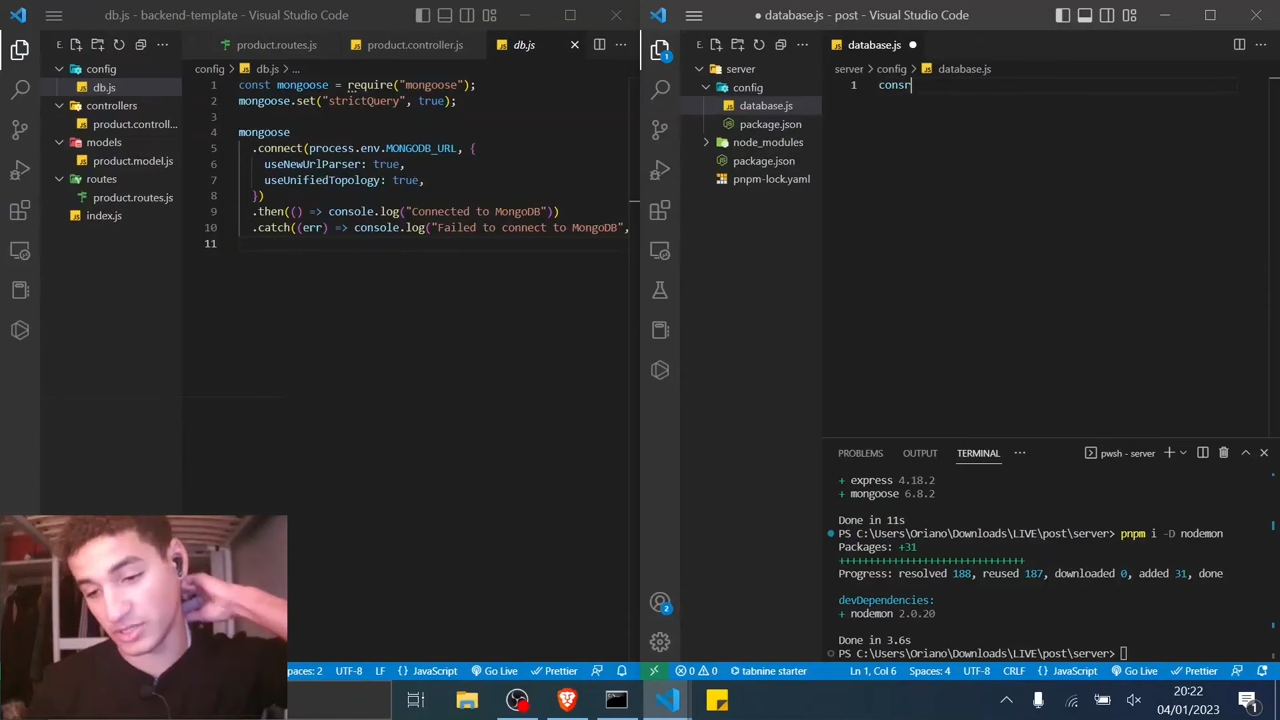 db.js - backend-template - Visual Studio Code
E.
product.routes.js
product.controller.js
db.js
config
db.js
controllers
product.controll...
models
product.model.js
routes
product.routes.js
index.js
config > db.js > ...
1 const mongoose = require("mongoose");
2 mongoose.set("strictQuery", true);
3
4 mongoose
5 .connect(process.env.MONGODB_URL, {
6 useNewUrlParser: true,
7 useUnifiedTopology: true,
8 })
9 .then(() => console.log("Connected to MongoDB"))
10 .catch((err) => console.log("Failed to connect to MongoDB",
11
Spaces: 2 UTF-8 LF {} JavaScript Go Live Prettier
● database.js - post - Visual Studio Code
E.
database.js
server
config
database.js
package.json
node_modules
package.json
pnpm-lock.yaml
server > config > database.js
1 consr
PROBLEMS OUTPUT TERMINAL ... pwsh - server
+ express 4.18.2
+ mongoose 6.8.2
Done in 11s
PS C:\Users\Oriano\Downloads\LIVE\post\server> pnpm i -D nodemon
Packages: +31
+++++++++++++++++++++++++++++++
Progress: resolved 188, reused 187, downloaded 0, added 31, done
devDependencies:
+ nodemon 2.0.20
Done in 3.6s
PS C:\Users\Oriano\Downloads\LIVE\post\server>
1
2
0 0 tabnine starter Ln 1, Col 6 Spaces: 4 UTF-8 CRLF {} JavaScript Go Live Prettier
20:22
04/01/2023
1